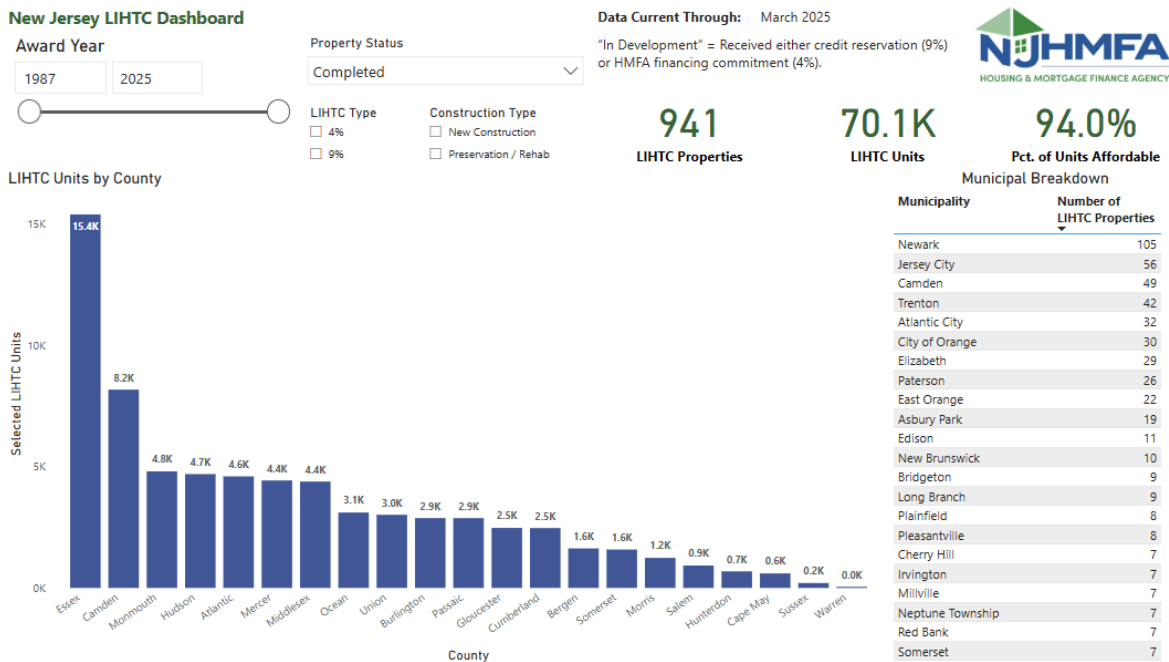 New Jersey LIHTC Dashboard
Award Year
1987
2025
Property Status
Completed
LIHTC Type
4%
9%
Construction Type
New Construction
Preservation / Rehab
Data Current Through: March 2025
“In Development” = Received either credit reservation (9%)
or HMFA financing commitment (4%).
NJHMFA
HOUSING & MORTGAGE FINANCE AGENCY
941
LIHTC Properties
70.1K
LIHTC Units
94.0%
Pct. of Units Affordable
LIHTC Units by County
Selected LIHTC Units
15K
10K
5K
0K
15.4K
8.2K
4.8K
4.7K
4.6K
4.4K
4.4K
3.1K
3.0K
2.9K
2.9K
2.5K
2.5K
1.6K
1.6K
1.2K
0.9K
0.7K
0.6K
0.2K
0.0K
Essex
Camden
Monmouth
Hudson
Atlantic
Mercer
Middlesex
Ocean
Union
Burlington
Passaic
Gloucester
Cumberland
Bergen
Somerset
Morris
Salem
Hunterdon
Cape May
Sussex
Warren
County
Municipal Breakdown
Municipality
Number of
LIHTC Properties
Newark 105
Jersey City 56
Camden 49
Trenton 42
Atlantic City 32
City of Orange 30
Elizabeth 29
Paterson 26
East Orange 22
Asbury Park 19
Edison 11
New Brunswick 10
Bridgeton 9
Long Branch 9
Plainfield 8
Pleasantville 8
Cherry Hill 7
Irvington 7
Millville 7
Neptune Township 7
Red Bank 7
Somerset 7